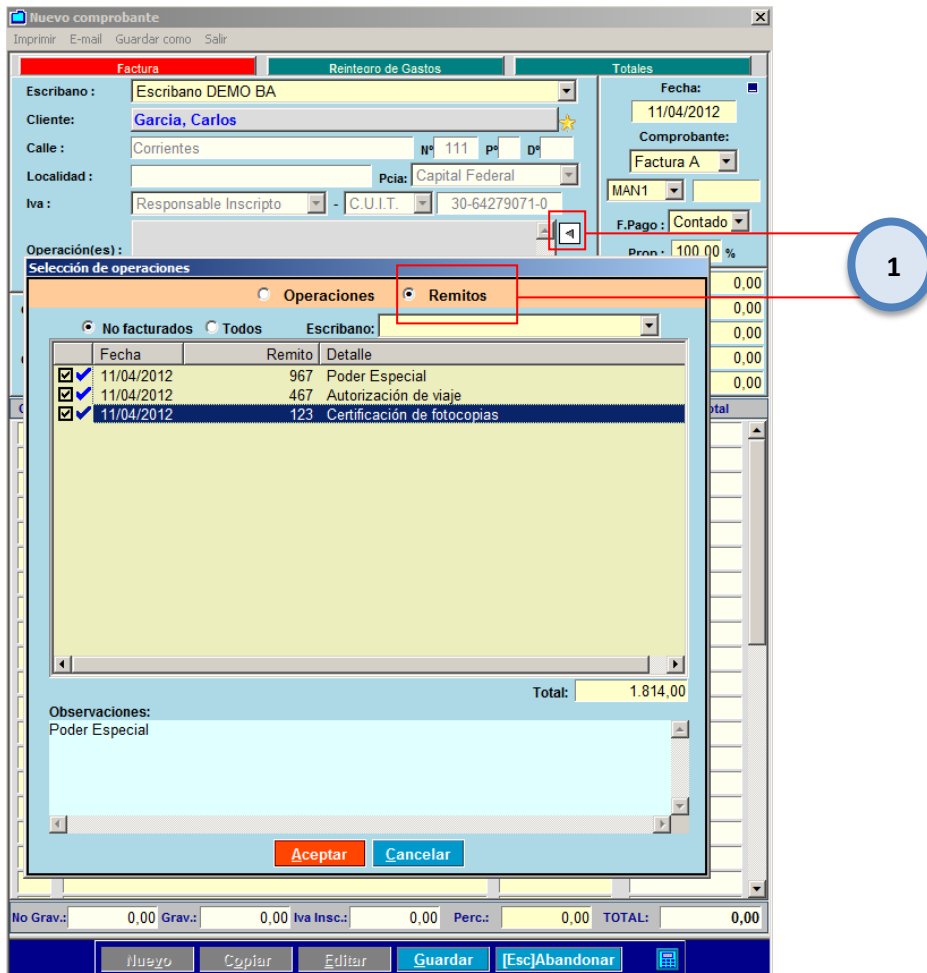 Nuevo comprobante
Imprimir E-mail Guardar como Salir
Factura Reintegro de Gastos Totales
Escribano : Escribano DEMO BA Fecha:
11/04/2012
Cliente: Garcia, Carlos
Comprobante:
Calle : Corrientes Nº 111 Pº Dº
Factura A
Localidad : Pcia: Capital Federal
MAN1
Iva : Responsable Inscripto - C.U.I.T. 30-64279071-0
F.Pago : Contado
Operación(es) : Prop : 100,00 %
Selección de operaciones
1
0,00
Operaciones Remitos
0,00
No facturados Todos Escribano:
0,00
Fecha Remito Detalle
0,00
11/04/2012 967 Poder Especial
0,00
11/04/2012 467 Autorización de viaje
11/04/2012 123 Certificación de fotocopias
Total: 1.814,00
Observaciones:
Poder Especial
Aceptar Cancelar
No Grav.: 0,00 Grav.: 0,00 Iva Insc.: 0,00 Perc.: 0,00 TOTAL: 0,00
Nuevo Copiar Editar Guardar [Esc]Abandonar